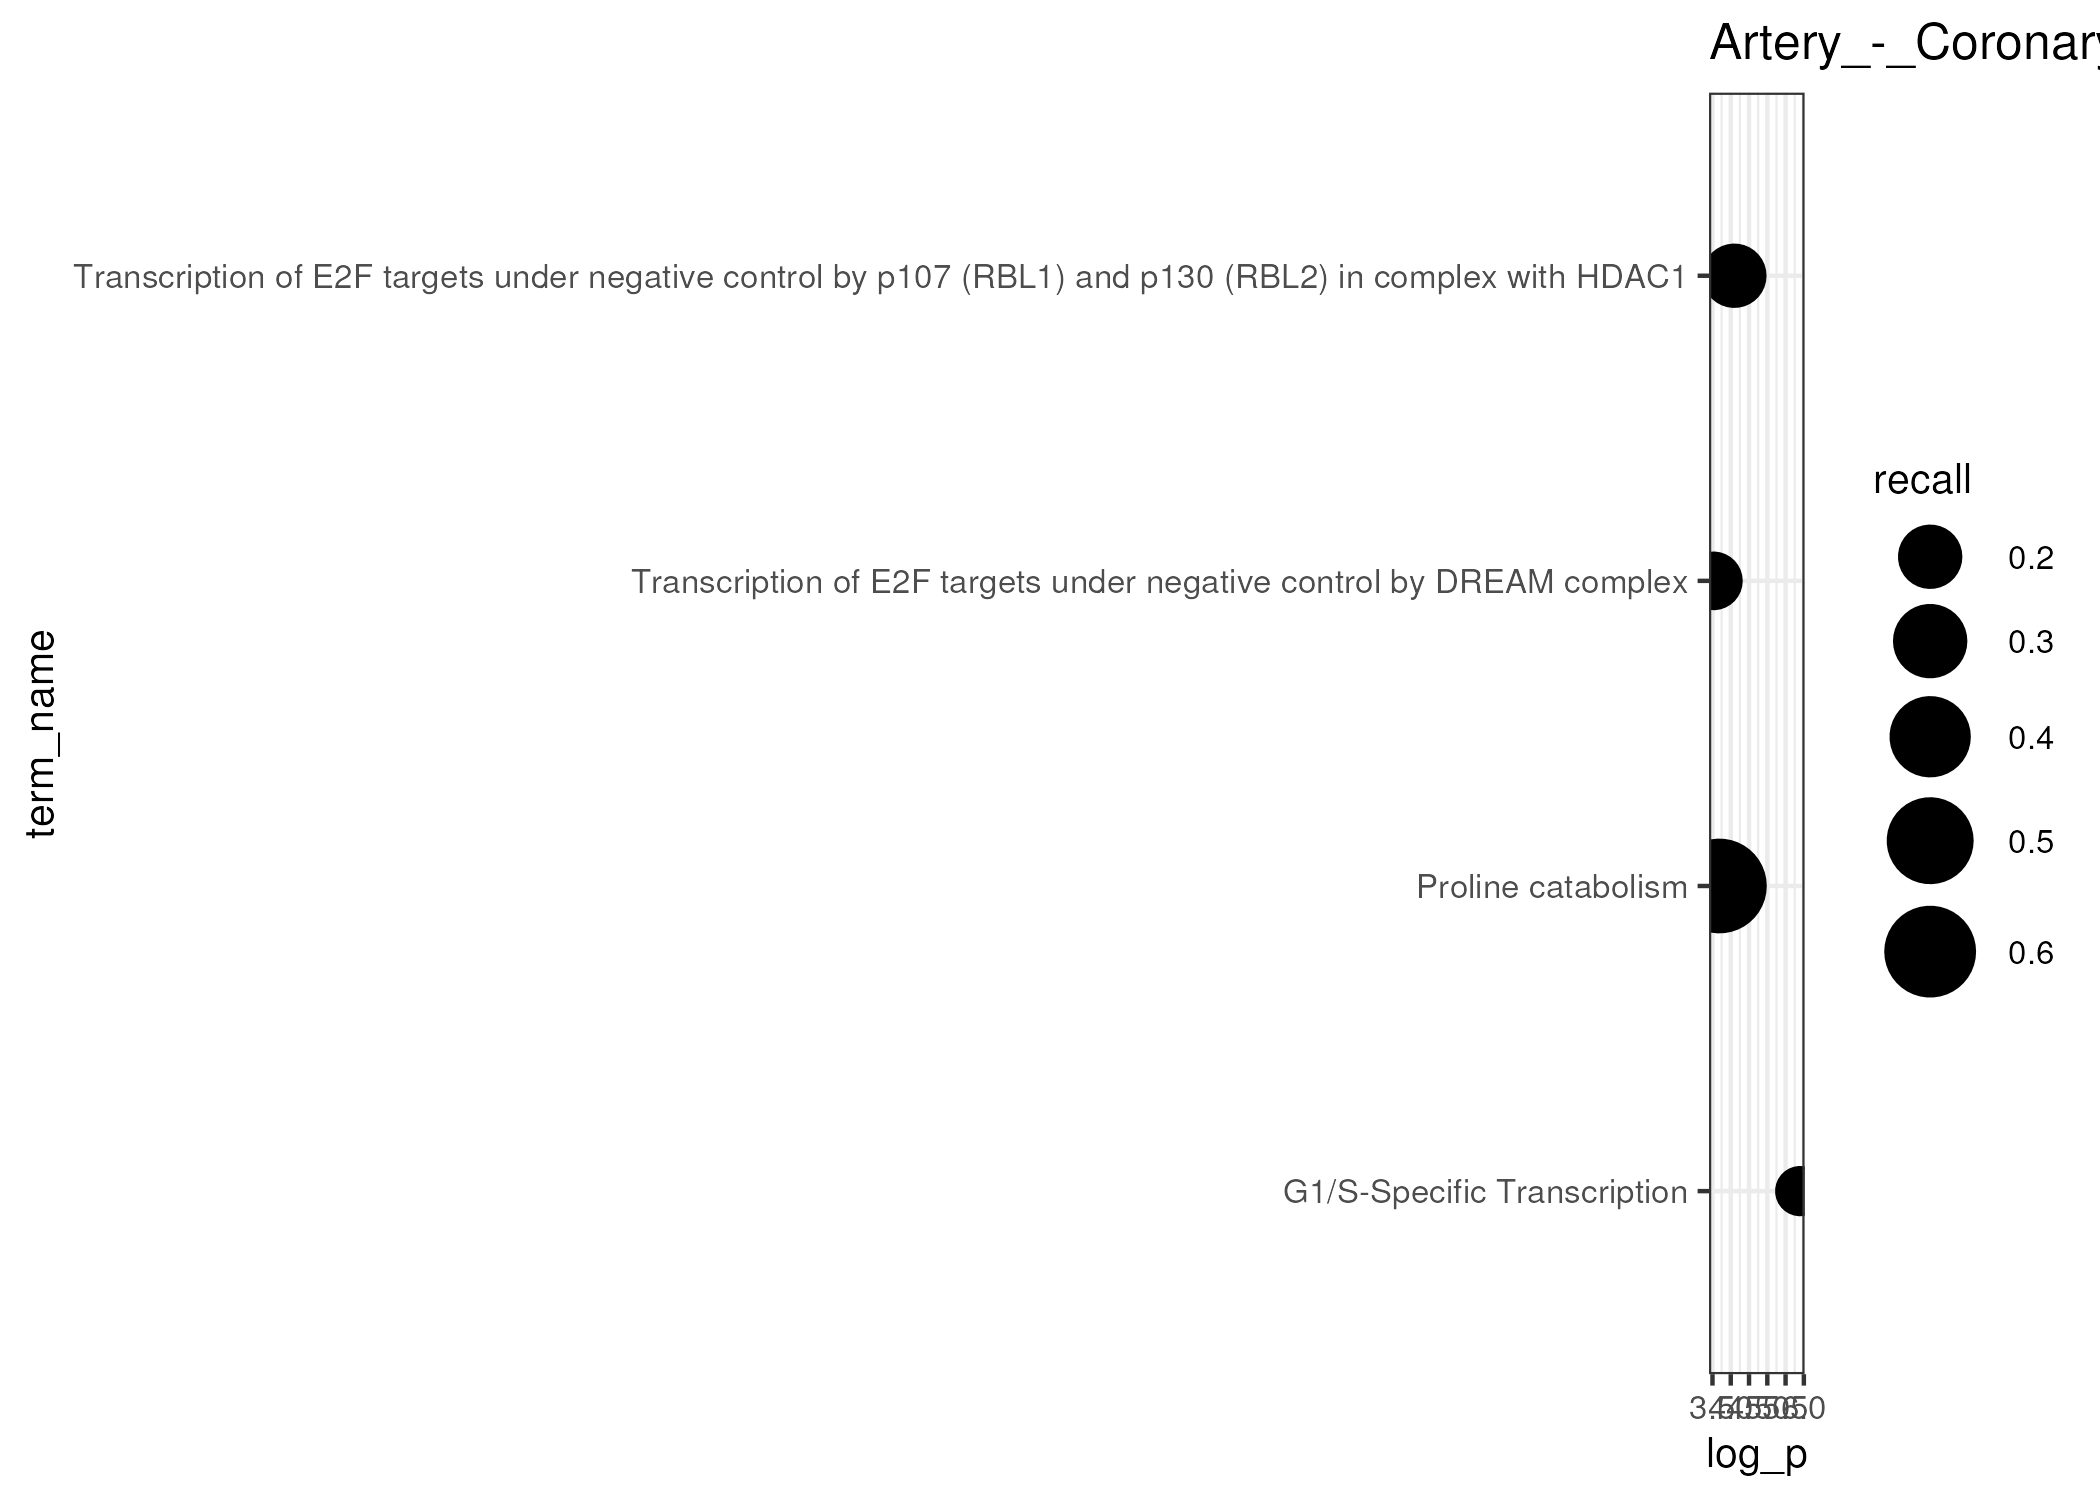 Artery_-_Coronary
Transcription of E2F targets under negative control by p107 (RBL1) and p130 (RBL2) in complex with HDAC1
Transcription of E2F targets under negative control by DREAM complex
Proline catabolism
G1/S-Specific Transcription
term_name
log_p
recall
0.2
0.3
0.4
0.5
0.6